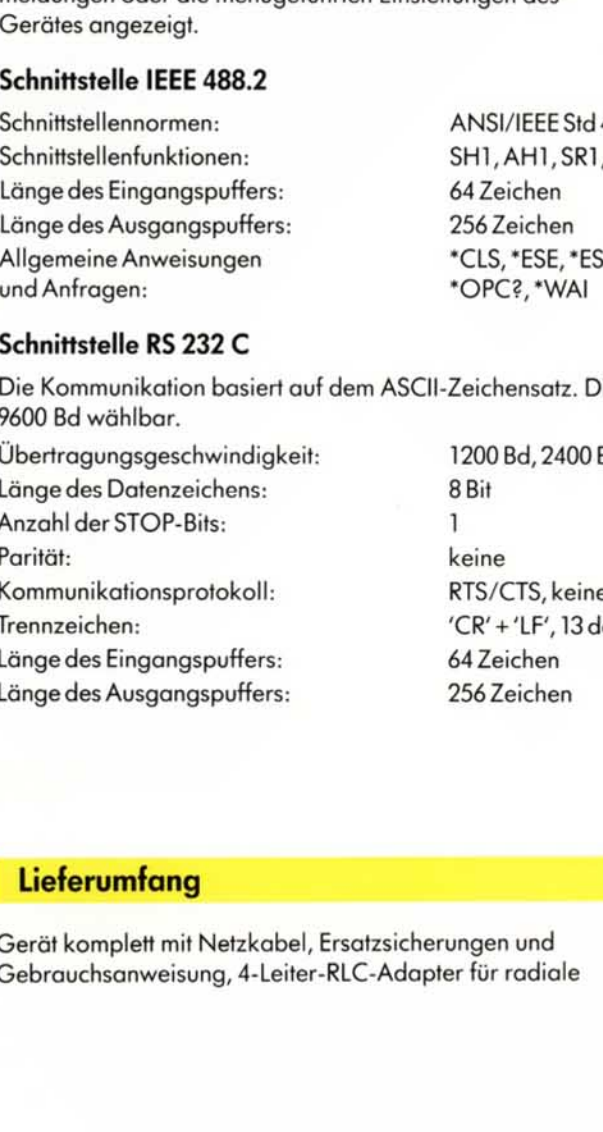 Gerätes angezeigt.
Schnittstelle IEEE 488.2
Schnittstellennormen: ANSI/IEEE Std
Schnittstellenfunktionen: SH1, AH1, SR1,
Länge des Eingangspuffers: 64 Zeichen
Länge des Ausgangspuffers: 256 Zeichen
Allgemeine Anweisungen *CLS, *ESE, *ES
und Anfragen: *OPC?, *WAI
Schnittstelle RS 232 C
Die Kommunikation basiert auf dem ASCII-Zeichensatz. D
9600 Bd wählbar.
Übertragungsgeschwindigkeit: 1200 Bd, 2400
Länge des Datenzeichens: 8 Bit
Anzahl der STOP-Bits: 1
Parität: keine
Kommunikationsprotokoll: RTS/CTS, keine
Trennzeichen: 'CR' + 'LF', 13 d
Länge des Eingangspuffers: 64 Zeichen
Länge des Ausgangspuffers: 256 Zeichen
Lieferumfang
Gerät komplett mit Netzkabel, Ersatzsicherungen und
Gebrauchsanweisung, 4-Leiter-RLC-Adapter für radiale